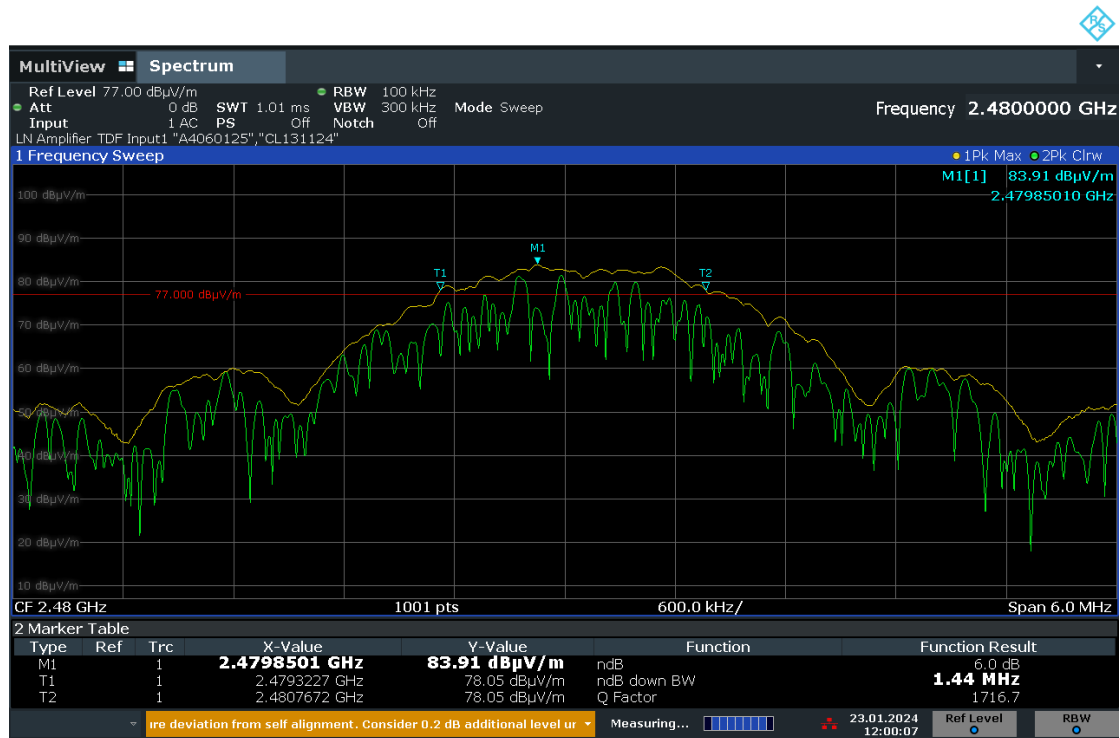 R&S
MultiView Spectrum
Ref Level 77.00 dBµV/m RBW 100 kHz
Att 0 dB SWT 1.01 ms VBW 300 kHz Mode Sweep Frequency 2.4800000 GHz
Input 1 AC PS Off Notch Off
LN Amplifier TDF Input1 "A4060125","CL131124"
1 Frequency Sweep 1Pk Max 2Pk Clrw
M1[1] 83.91 dBµV/m
2.47985010 GHz
100 dBµV/m
90 dBµV/m
M1
T1 T2
80 dBµV/m
77.000 dBµV/m
70 dBµV/m
60 dBµV/m
50 dBµV/m
40 dBµV/m
30 dBµV/m
20 dBµV/m
10 dBµV/m
CF 2.48 GHz 1001 pts 600.0 kHz/ Span 6.0 MHz
2 Marker Table
Type Ref Trc X-Value Y-Value Function Function Result
M1 1 2.4798501 GHz 83.91 dBµV/m ndB 6.0 dB
T1 1 2.4793227 GHz 78.05 dBµV/m ndB down BW 1.44 MHz
T2 1 2.4807672 GHz 78.05 dBµV/m Q Factor 1716.7
ire deviation from self alignment. Consider 0.2 dB additional level ur Measuring... 23.01.2024 Ref Level RBW
12:00:07